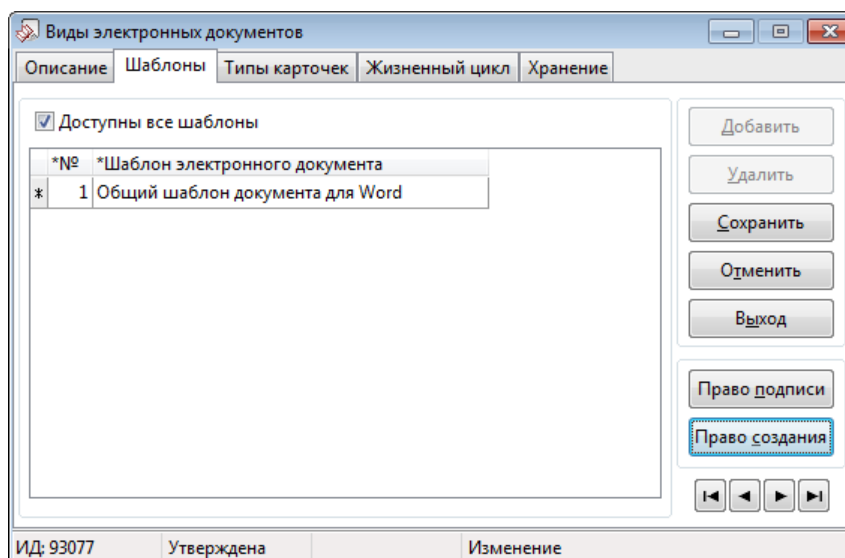 Виды электронных документов
Описание Шаблоны Типы карточек Жизненный цикл Хранение
Доступны все шаблоны
*№ *Шаблон электронного документа
* 1 Общий шаблон документа для Word
Добавить
Удалить
Сохранить
Отменить
Выход
Право подписи
Право создания
ИД: 93077 Утверждена Изменение